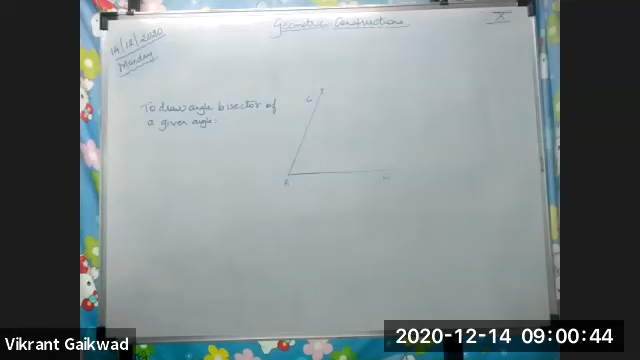 14/12/2020
Monday
Geometric Constructions
X
To draw angle bisector of
a given angle:
C
A
Vikrant Gaikwad
2020-12-14 09:00:44